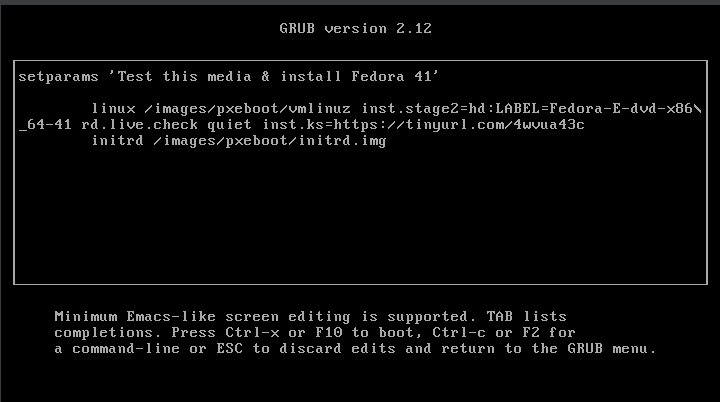 GRUB version 2.12
setparams 'Test this media & install Fedora 41'
linux /images/pxeboot/vmlinuz inst.stage2=hd:LABEL=Fedora-E-dvd-x86\
_64-41 rd.live.check quiet inst.ks=https://tinyurl.com/4wvua43c
initrd /images/pxeboot/initrd.img
Minimum Emacs-like screen editing is supported. TAB lists
completions. Press Ctrl-x or F10 to boot, Ctrl-c or F2 for
a command-line or ESC to discard edits and return to the GRUB menu.